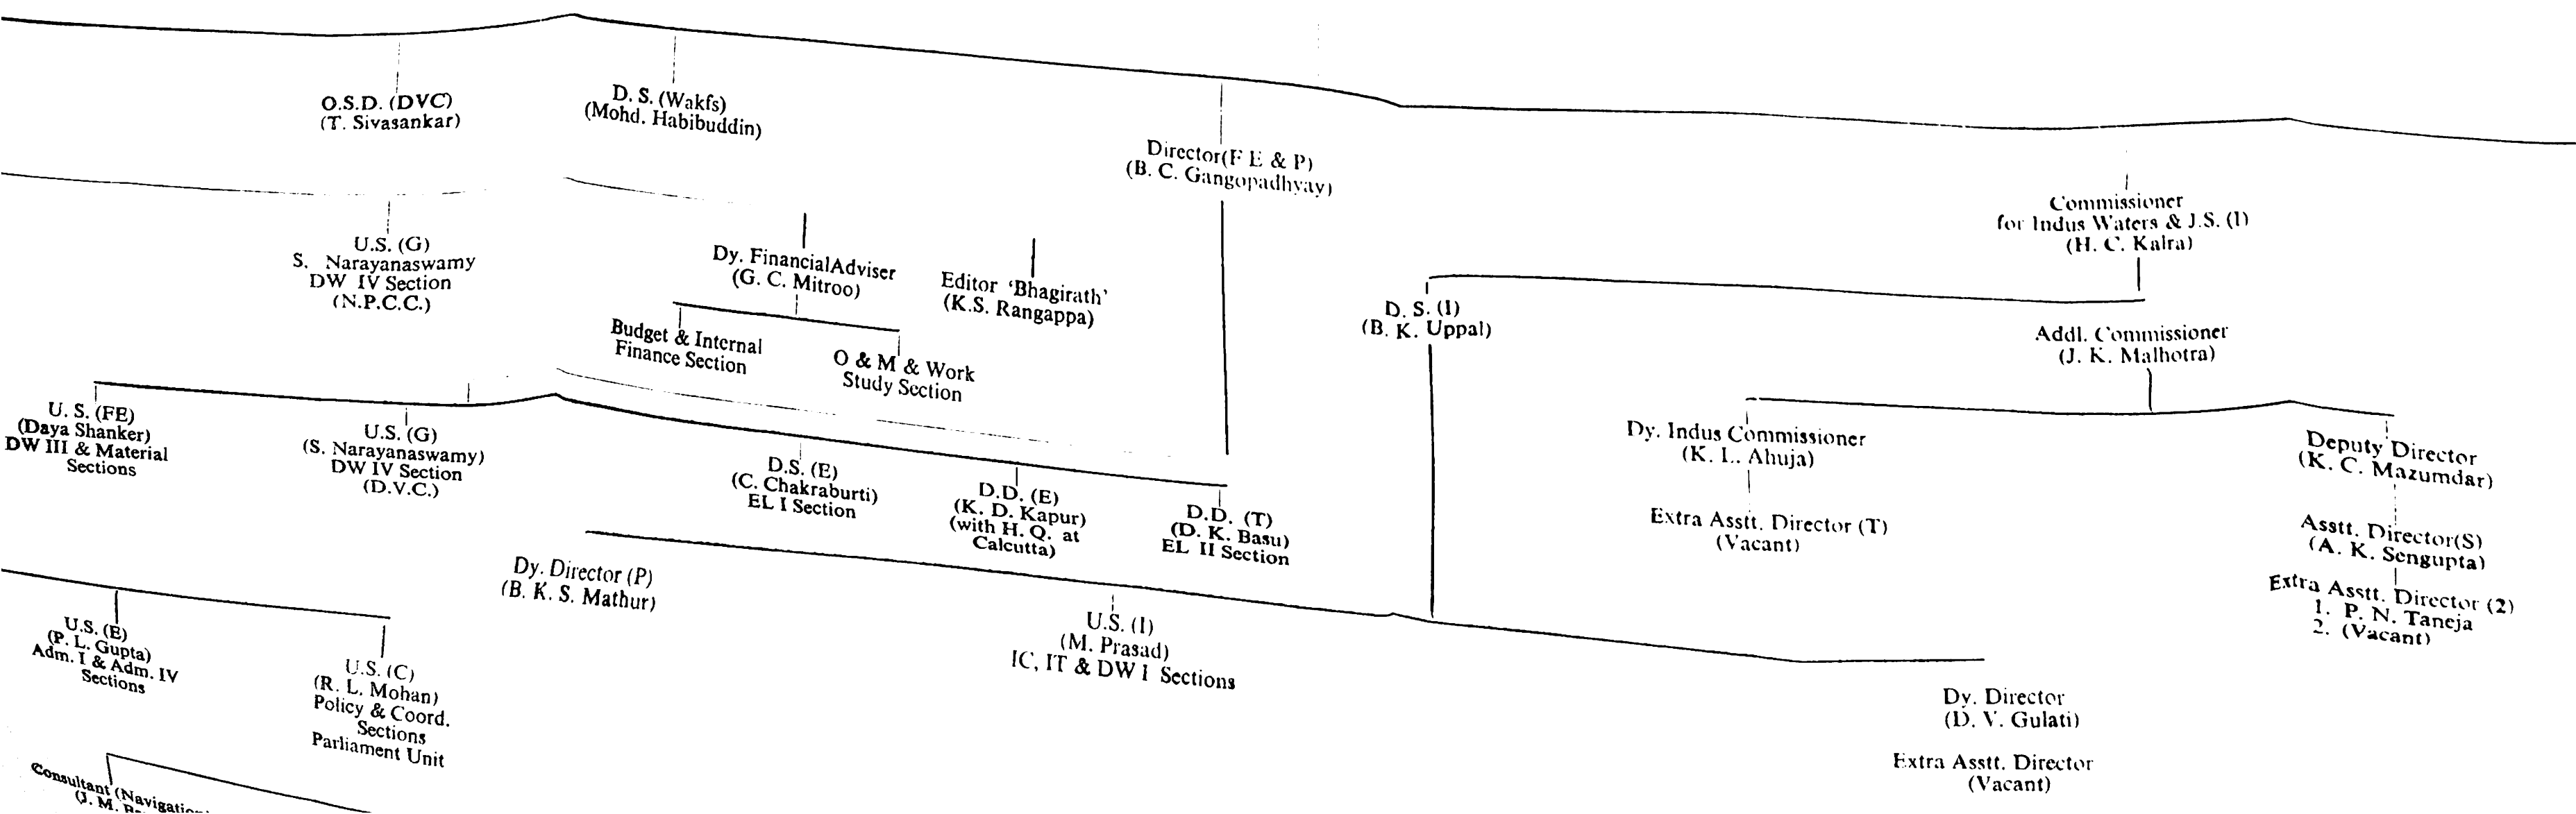 O.S.D. (DVC)
(T. Sivasankar)
D. S. (Wakfs)
(Mohd. Habibuddin)
Director(F E & P)
(B. C. Gangopadhyay)
Commissioner
for Indus Waters & J.S. (I)
(H. C. Kalra)
U.S. (G)
S. Narayanaswamy
DW IV Section
(N.P.C.C.)
Dy. FinancialAdviser
(G. C. Mitroo)
Editor ‘Bhagirath’
(K.S. Rangappa)
Budget & Internal
Finance Section
O & M & Work
Study Section
D. S. (I)
(B. K. Uppal)
Addl. Commissioner
(J. K. Malhotra)
U. S. (FE)
(Daya Shanker)
DW III & Material
Sections
U.S. (G)
(S. Narayanaswamy)
DW IV Section
(D.V.C.)
D.S. (E)
(C. Chakraburti)
EL I Section
D.D. (E)
(K. D. Kapur)
(with H. Q. at
Calcutta)
D.D. (T)
(D. K. Basu)
EL II Section
Dy. Indus Commissioner
(K. L. Ahuja)
Extra Asstt. Director (T)
(Vacant)
Deputy Director
(K. C. Mazumdar)
Asstt. Director(S)
(A. K. Sengupta)
Extra Asstt. Director (2)
1. P. N. Taneja
2. (Vacant)
Dy. Director (P)
(B. K. S. Mathur)
U.S. (I)
(M. Prasad)
IC, IT & DW I Sections
U.S. (E)
(P. L. Gupta)
Adm. I & Adm. IV
Sections
U.S. (C)
(R. L. Mohan)
Policy & Coord.
Sections
Parliament Unit
Dy. Director
(D. V. Gulati)
Extra Asstt. Director
(Vacant)
Consultant (Navigation)
(J. M.